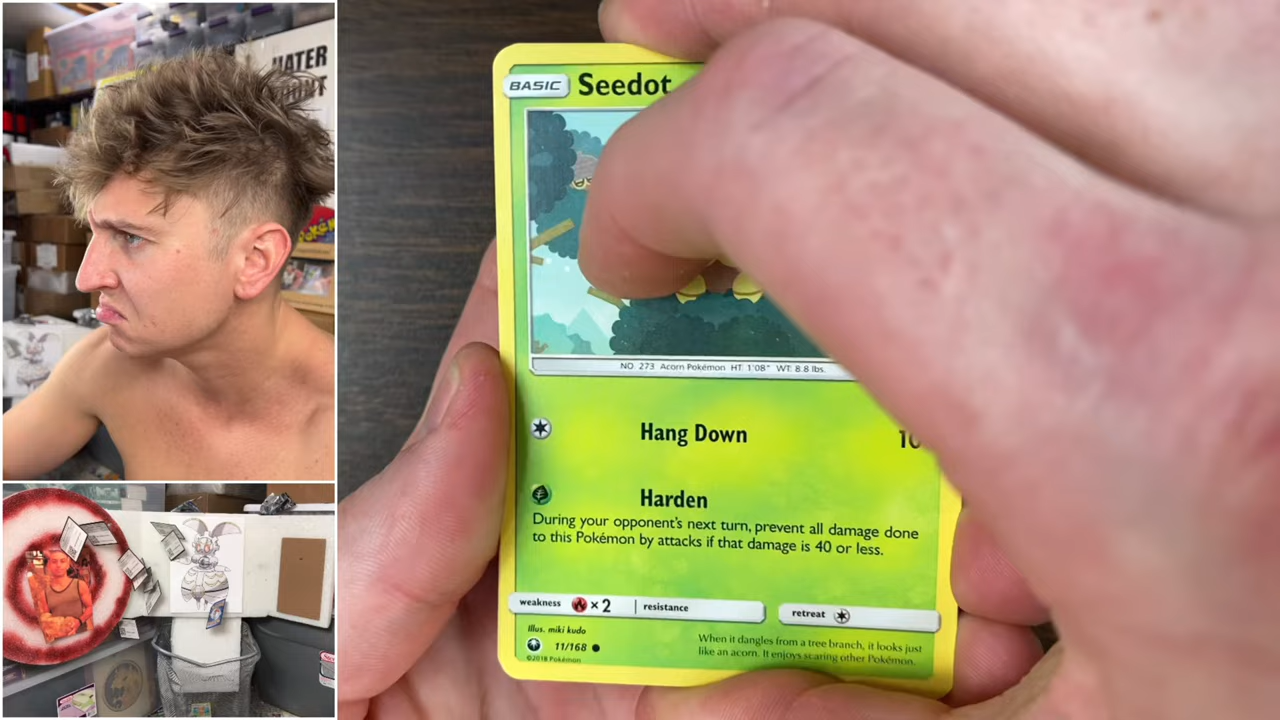 HATER
BASIC Seedot
NO. 273 Acorn Pokémon HT: 1'08" WT: 8.8 lbs.
Hang Down 10
Harden
During your opponent's next turn, prevent all damage done
to this Pokémon by attacks if that damage is 40 or less.
weakness ×2 resistance retreat
Illus. miki kudo
11/168
©2018 Pokémon
When it dangles from a tree branch, it looks just
like an acorn. It enjoys scaring other Pokémon.